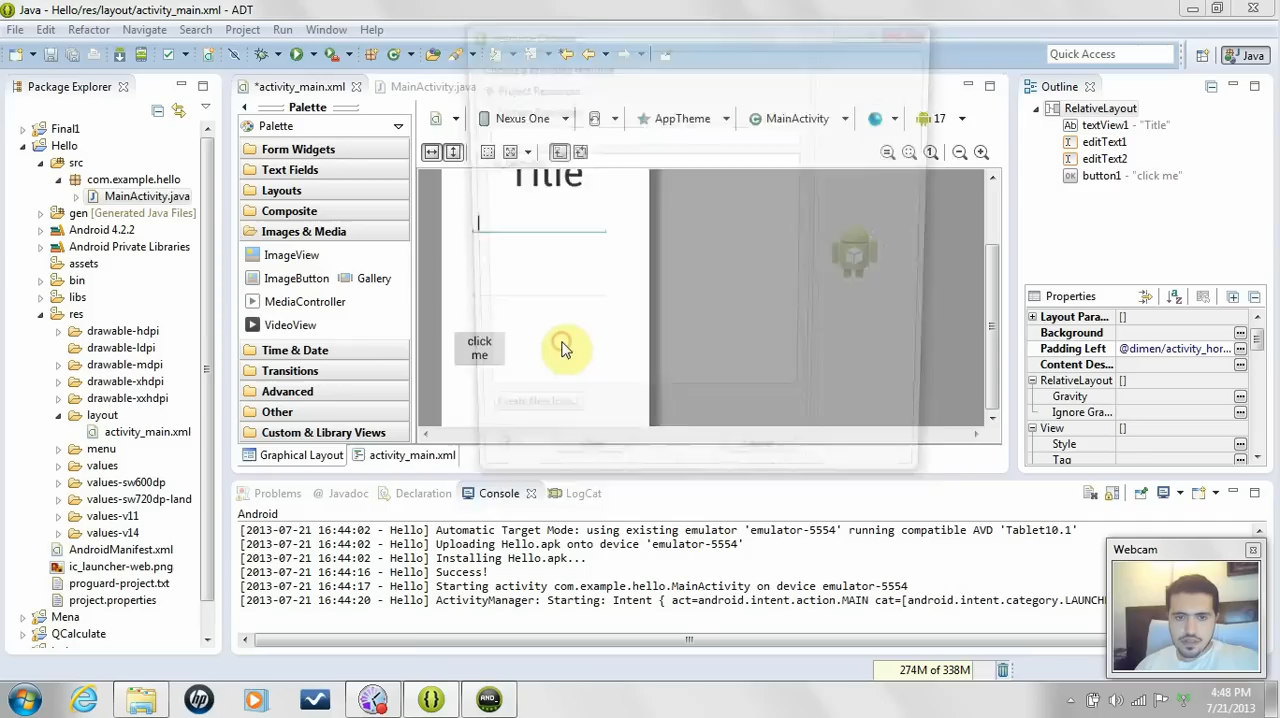 Java - Hello/res/layout/activity_main.xml - ADT
File Edit Refactor Navigate Search Project Run Window Help
Quick Access
Java
Package Explorer
*activity_main.xml
MainActivity.java
Outline
Final1
Hello
src
com.example.hello
MainActivity.java
gen [Generated Java Files]
Android 4.2.2
Android Private Libraries
assets
bin
libs
res
drawable-hdpi
drawable-ldpi
drawable-mdpi
drawable-xhdpi
drawable-xxhdpi
layout
activity_main.xml
menu
values
values-sw600dp
values-sw720dp-land
values-v11
values-v14
AndroidManifest.xml
ic_launcher-web.png
proguard-project.txt
project.properties
Mena
QCalculate
Palette
Palette
Form Widgets
Text Fields
Layouts
Composite
Images & Media
ImageView
ImageButton Gallery
MediaController
VideoView
Time & Date
Transitions
Advanced
Other
Custom & Library Views
Graphical Layout
activity_main.xml
Nexus One
AppTheme
MainActivity
17
Title
click
me
Project Resources
RelativeLayout
textView1 - "Title"
editText1
editText2
button1 - "click me"
Properties
Layout Para... []
Background
Padding Left @dimen/activity_hor...
Content Des...
RelativeLayout []
Gravity
Ignore Gra...
View []
Style
Tag
Problems Javadoc Declaration Console LogCat
Android
[2013-07-21 16:44:02 - Hello] Automatic Target Mode: using existing emulator 'emulator-5554' running compatible AVD 'Tablet10.1'
[2013-07-21 16:44:02 - Hello] Uploading Hello.apk onto device 'emulator-5554'
[2013-07-21 16:44:02 - Hello] Installing Hello.apk...
[2013-07-21 16:44:16 - Hello] Success!
[2013-07-21 16:44:17 - Hello] Starting activity com.example.hello.MainActivity on device emulator-5554
[2013-07-21 16:44:20 - Hello] ActivityManager: Starting: Intent { act=android.intent.action.MAIN cat=[android.intent.category.LAUNCHE
Webcam
274M of 338M
4:48 PM
7/21/2013